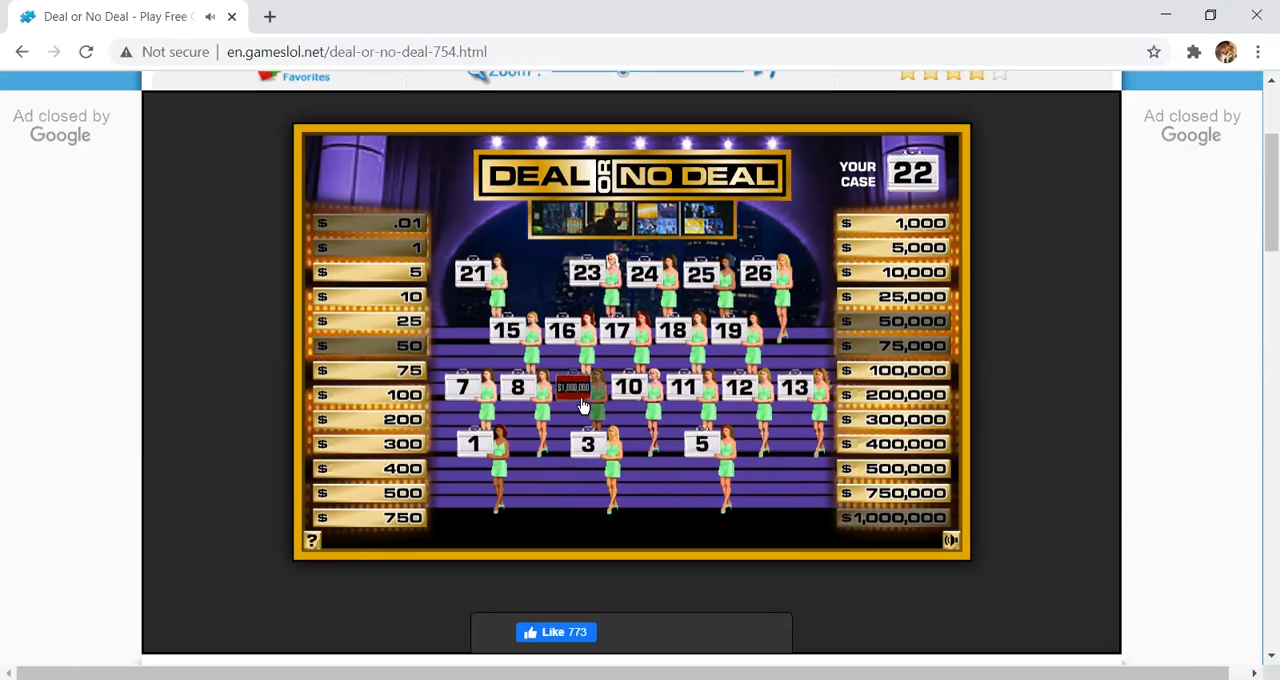 Deal or No Deal - Play Free
Not secure
en.gameslol.net/deal-or-no-deal-754.html
Favorites
Zoom :
Ad closed by
Google
Ad closed by
Google
DEAL OR NO DEAL
YOUR
CASE
22
$ .01
$ 1
$ 5
$ 10
$ 25
$ 50
$ 75
$ 100
$ 200
$ 300
$ 400
$ 500
$ 750
21 23 24 25 26
15 16 17 18 19
7 8 $1,000,000 10 11 12 13
1 3 5
$ 1,000
$ 5,000
$ 10,000
$ 25,000
$ 50,000
$ 75,000
$ 100,000
$ 200,000
$ 300,000
$ 400,000
$ 500,000
$ 750,000
$1,000,000
?
Like 773